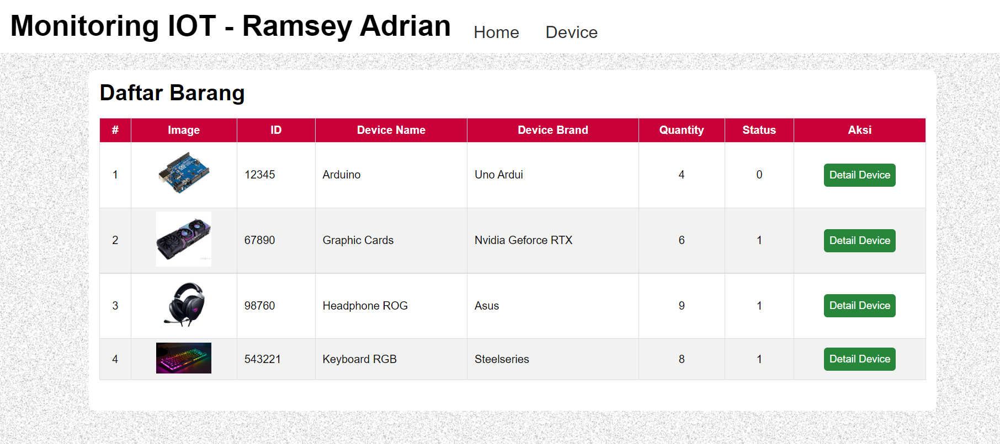 Monitoring IOT - Ramsey Adrian Home Device
Daftar Barang
# Image ID Device Name Device Brand Quantity Status Aksi
1 12345 Arduino Uno Ardui 4 0 Detail Device
2 67890 Graphic Cards Nvidia Geforce RTX 6 1 Detail Device
3 98760 Headphone ROG Asus 9 1 Detail Device
4 543221 Keyboard RGB Steelseries 8 1 Detail Device